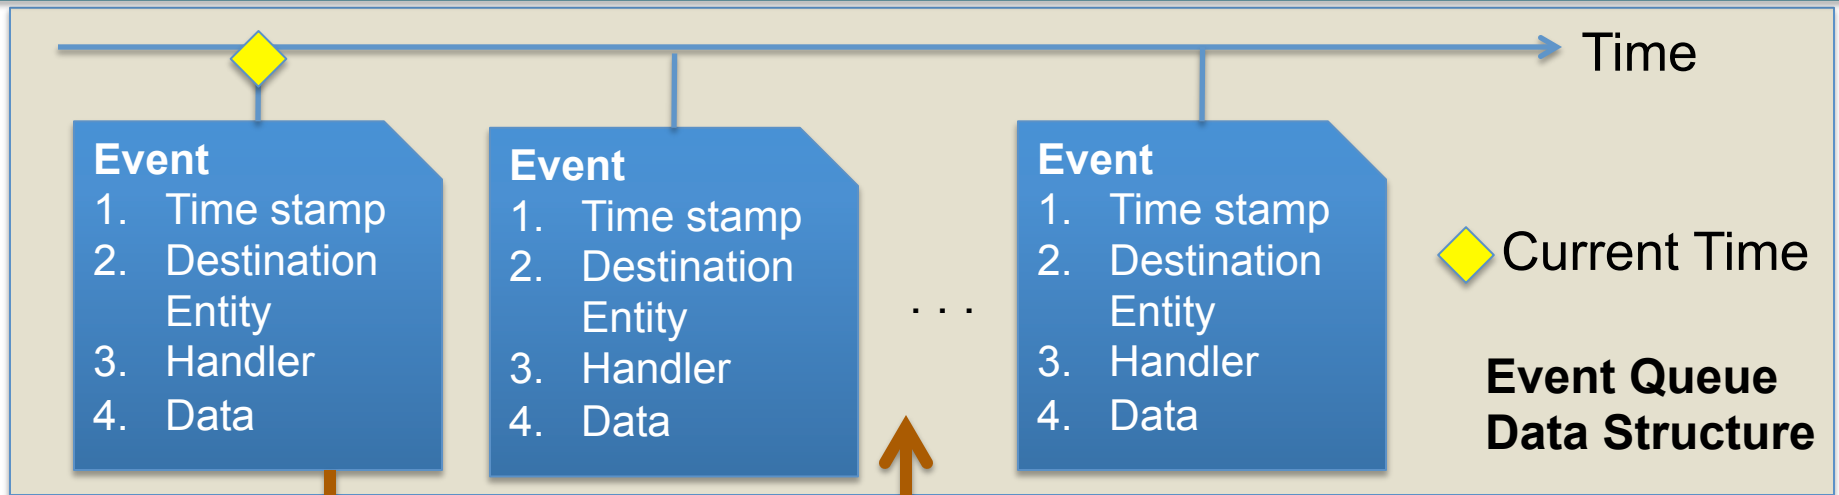 Time
Event
1. Time stamp
2. Destination
Entity
3. Handler
4. Data
Event
1. Time stamp
2. Destination
Entity
3. Handler
4. Data
. . .
Event
1. Time stamp
2. Destination
Entity
3. Handler
4. Data
Current Time
Event Queue
Data Structure